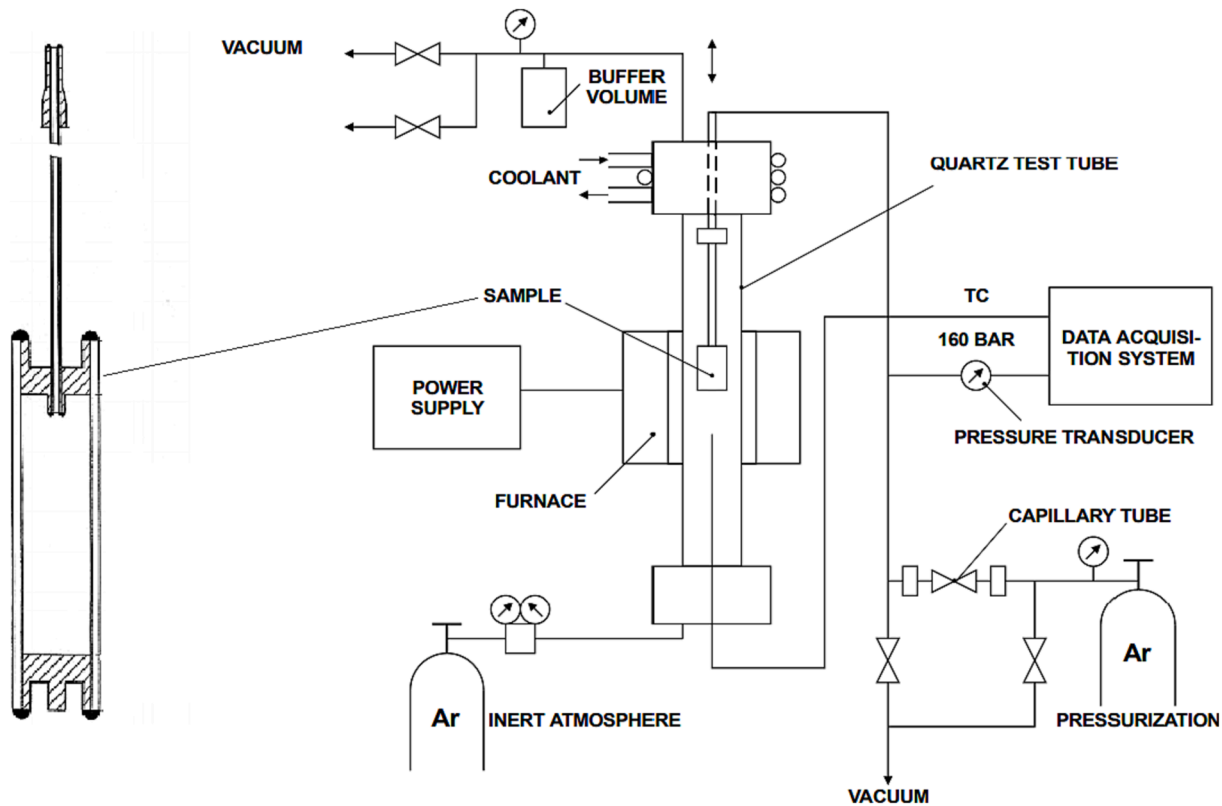 VACUUM
BUFFER
VOLUME
COOLANT
QUARTZ TEST TUBE
SAMPLE
TC
160 BAR
DATA ACQUISI-
TION SYSTEM
POWER
SUPPLY
PRESSURE TRANSDUCER
FURNACE
CAPILLARY TUBE
Ar
INERT ATMOSPHERE
Ar
PRESSURIZATION
VACUUM